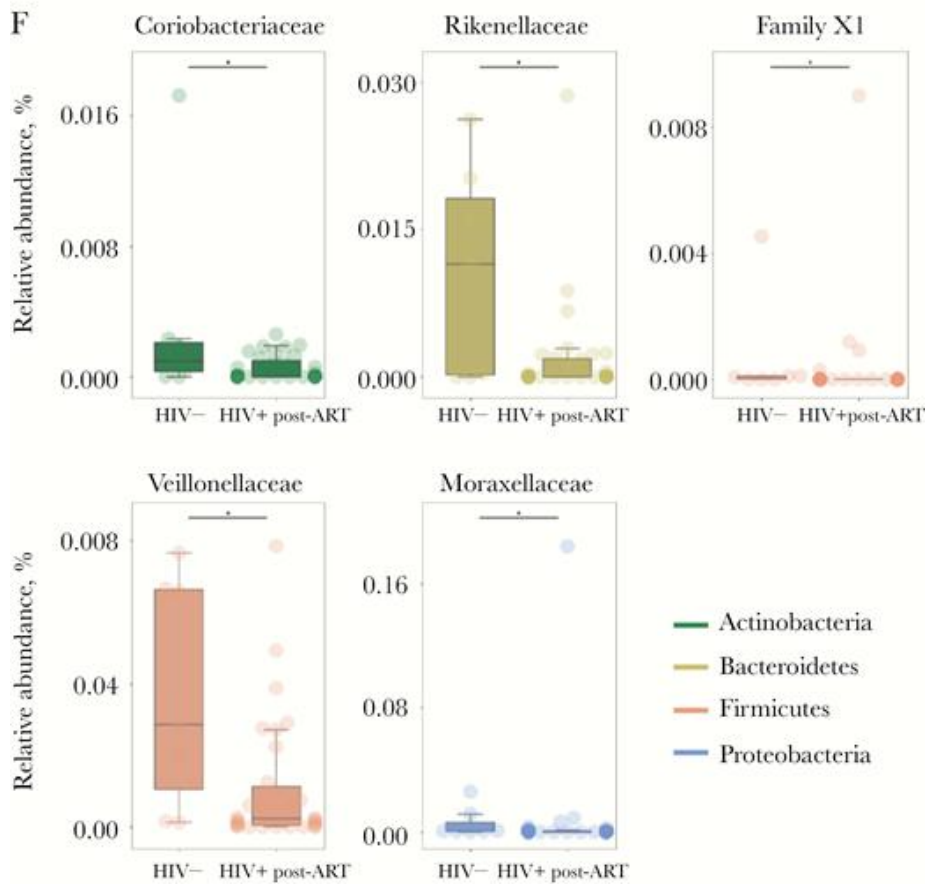 F
Coriobacteriaceae
Rikenellaceae
Family X1
Relative abundance, %
0.016
0.008
0.000
*
HIV–
HIV+ post-ART
0.030
0.015
0.000
*
HIV–
HIV+ post-ART
0.008
0.004
0.000
*
HIV–
HIV+post-ART
Veillonellaceae
Moraxellaceae
Relative abundance, %
0.008
0.04
0.00
*
HIV–
HIV+ post-ART
0.16
0.08
0.00
*
HIV–
HIV+ post-ART
Actinobacteria
Bacteroidetes
Firmicutes
Proteobacteria